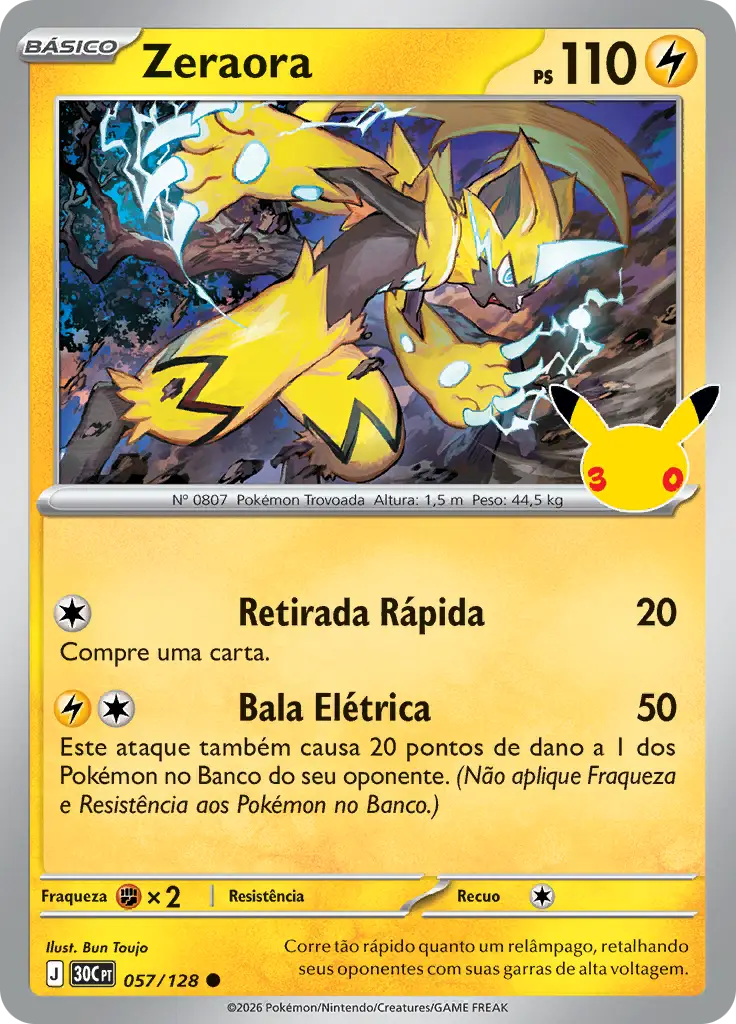 BÁSICO
Zeraora
PS 110
30
Nº 0807 Pokémon Trovoada Altura: 1,5 m Peso: 44,5 kg
Retirada Rápida 20
Compre uma carta.
Bala Elétrica 50
Este ataque também causa 20 pontos de dano a 1 dos
Pokémon no Banco do seu oponente. (Não aplique Fraqueza
e Resistência aos Pokémon no Banco.)
Fraqueza ×2 Resistência Recuo
Ilust. Bun Toujo
Corre tão rápido quanto um relâmpago, retalhando
seus oponentes com suas garras de alta voltagem.
J 30C PT 057/128
©2026 Pokémon/Nintendo/Creatures/GAME FREAK